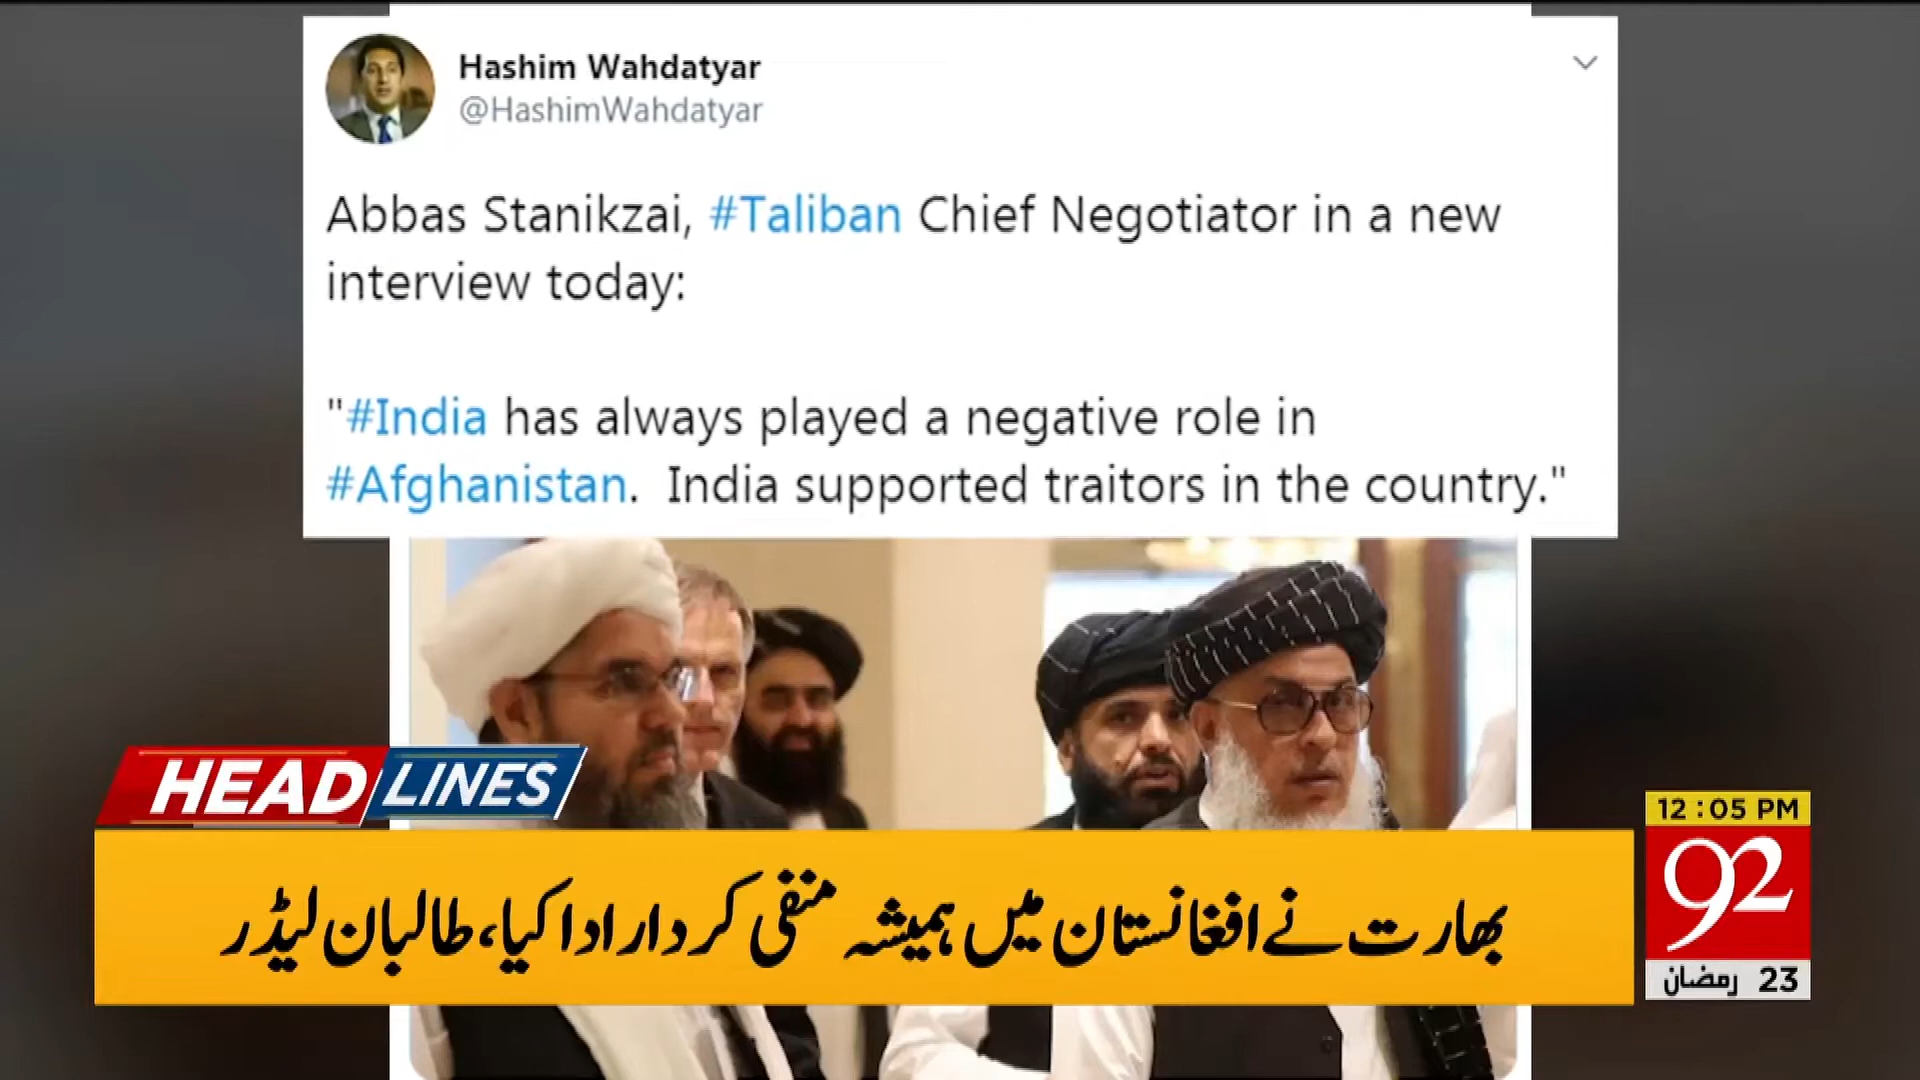 Hashim Wahdatyar
@HashimWahdatyar
Abbas Stanikzai, #Taliban Chief Negotiator in a new
interview today:
"#India has always played a negative role in
#Afghanistan.  India supported traitors in the country."
HEADLINES
بھارت نے افغانستان میں ہمیشہ منفی کردار ادا کیا، طالبان لیڈر
12:05 PM
92
23 رمضان